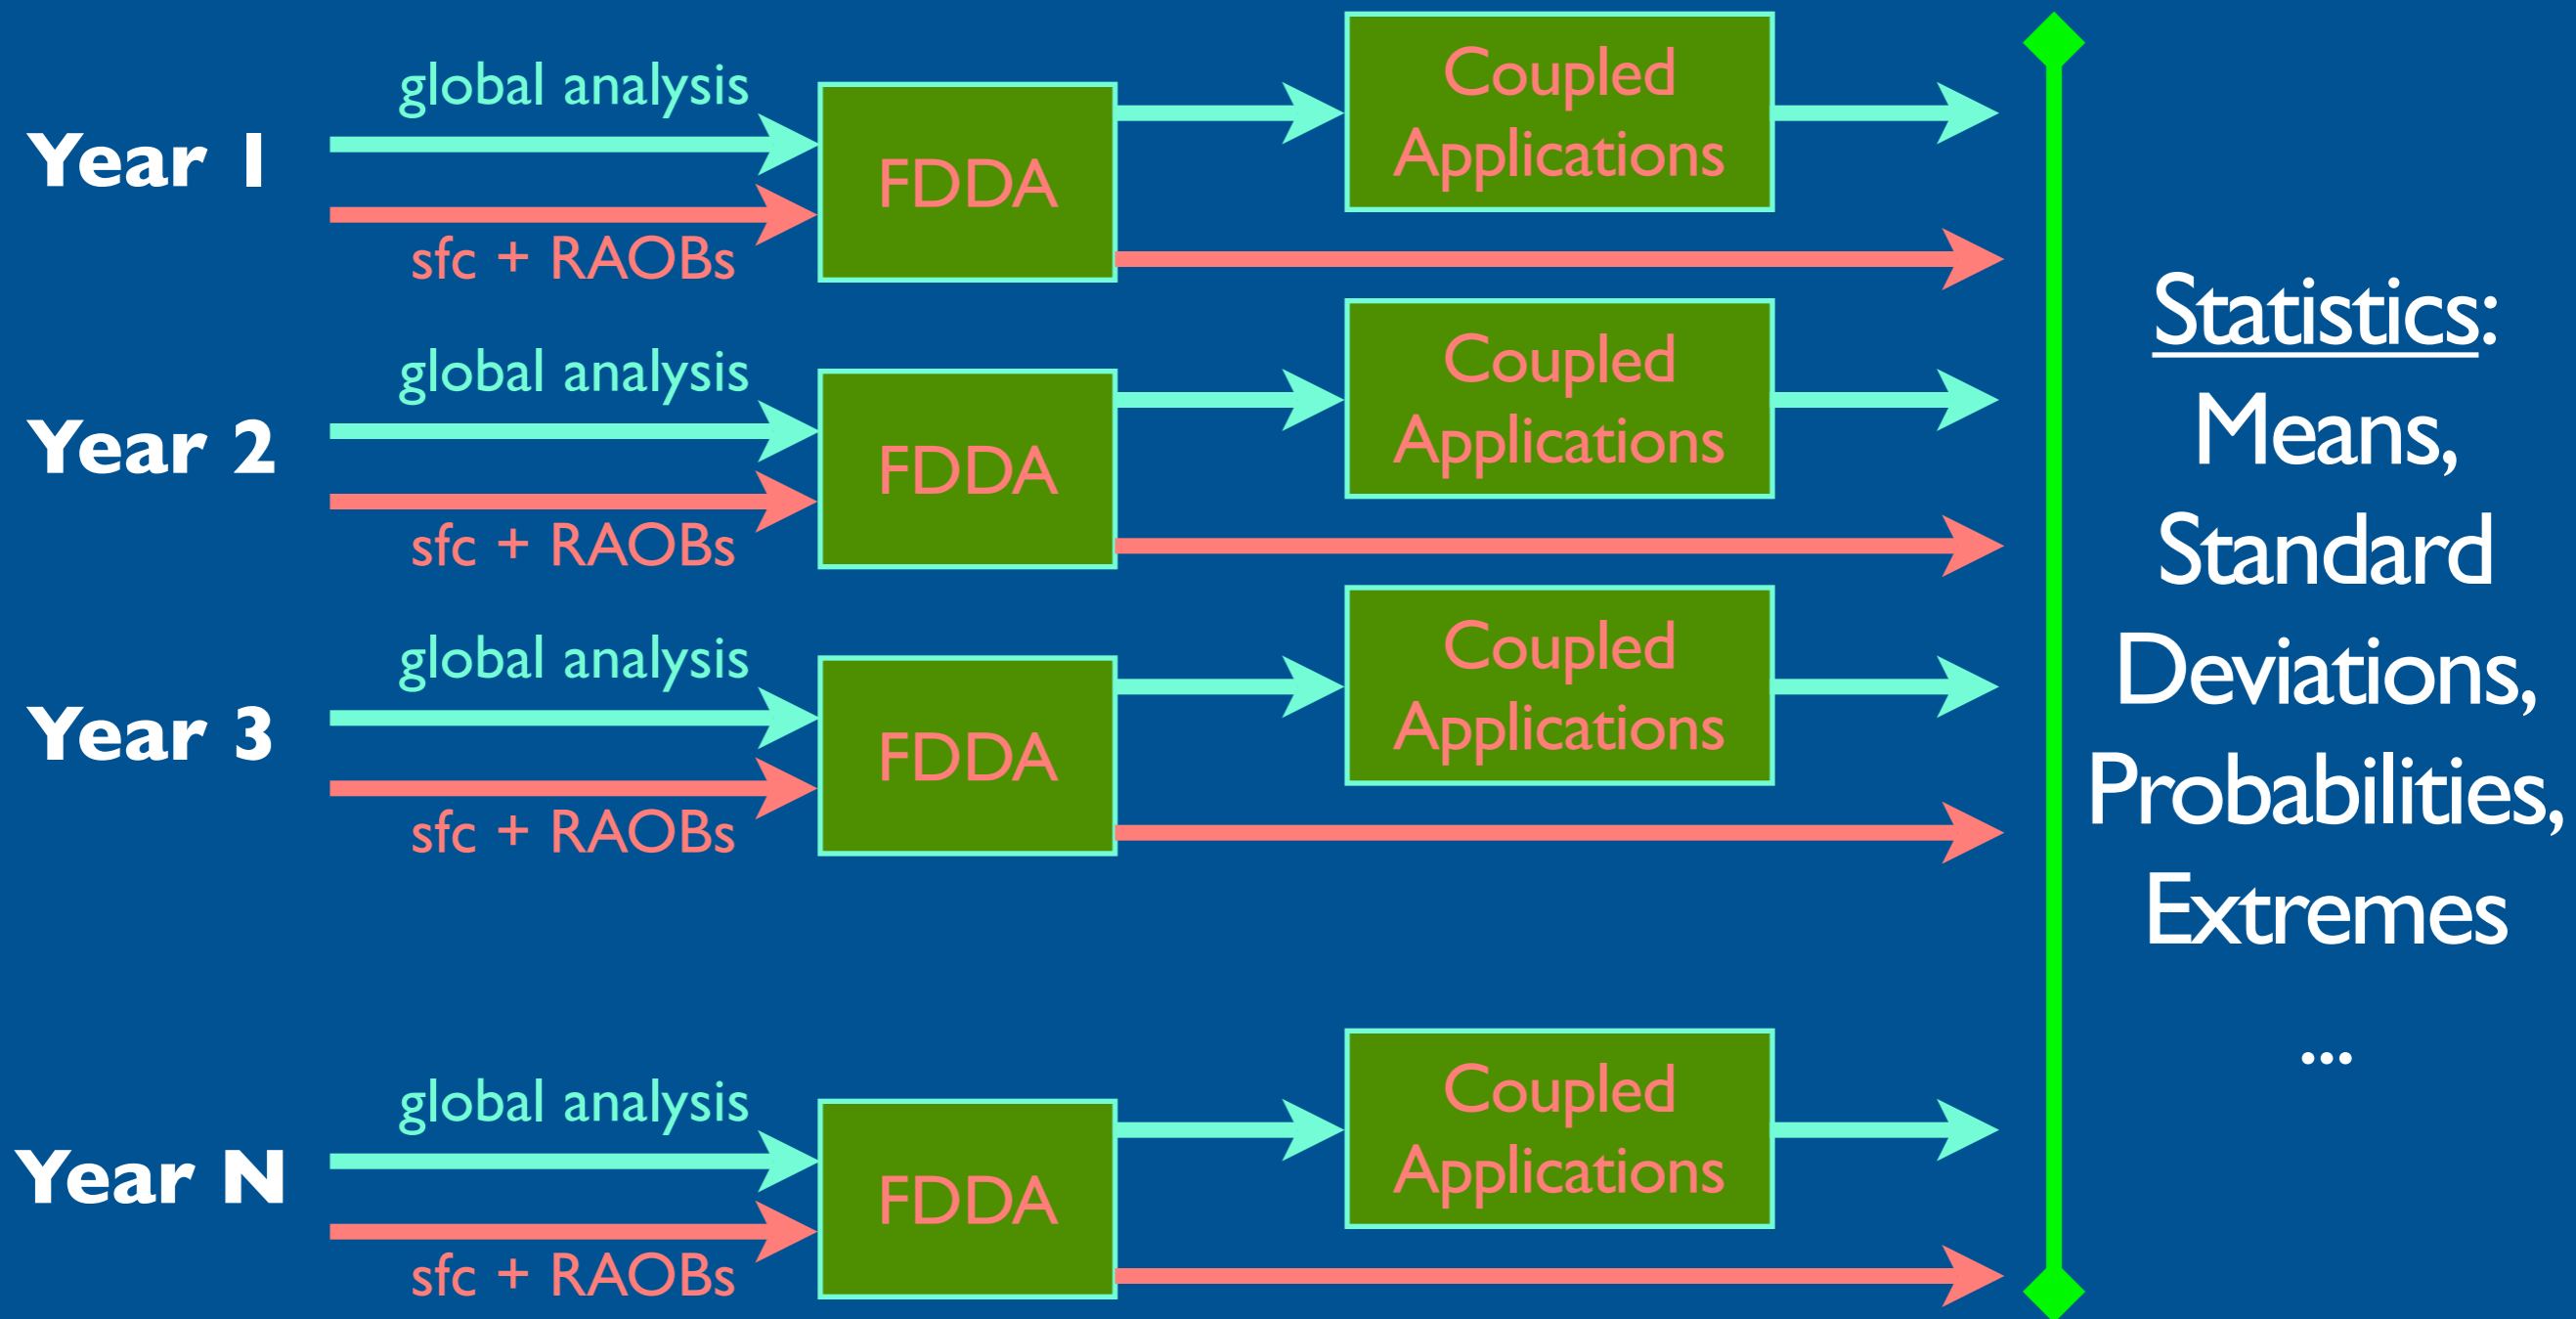 global analysis
Year 1
sfc + RAOBs
FDDA
Coupled
Applications
global analysis
Year 2
sfc + RAOBs
FDDA
Coupled
Applications
global analysis
Year 3
sfc + RAOBs
FDDA
Coupled
Applications
global analysis
Year N
sfc + RAOBs
FDDA
Coupled
Applications
Statistics:
Means,
Standard
Deviations,
Probabilities,
Extremes
...